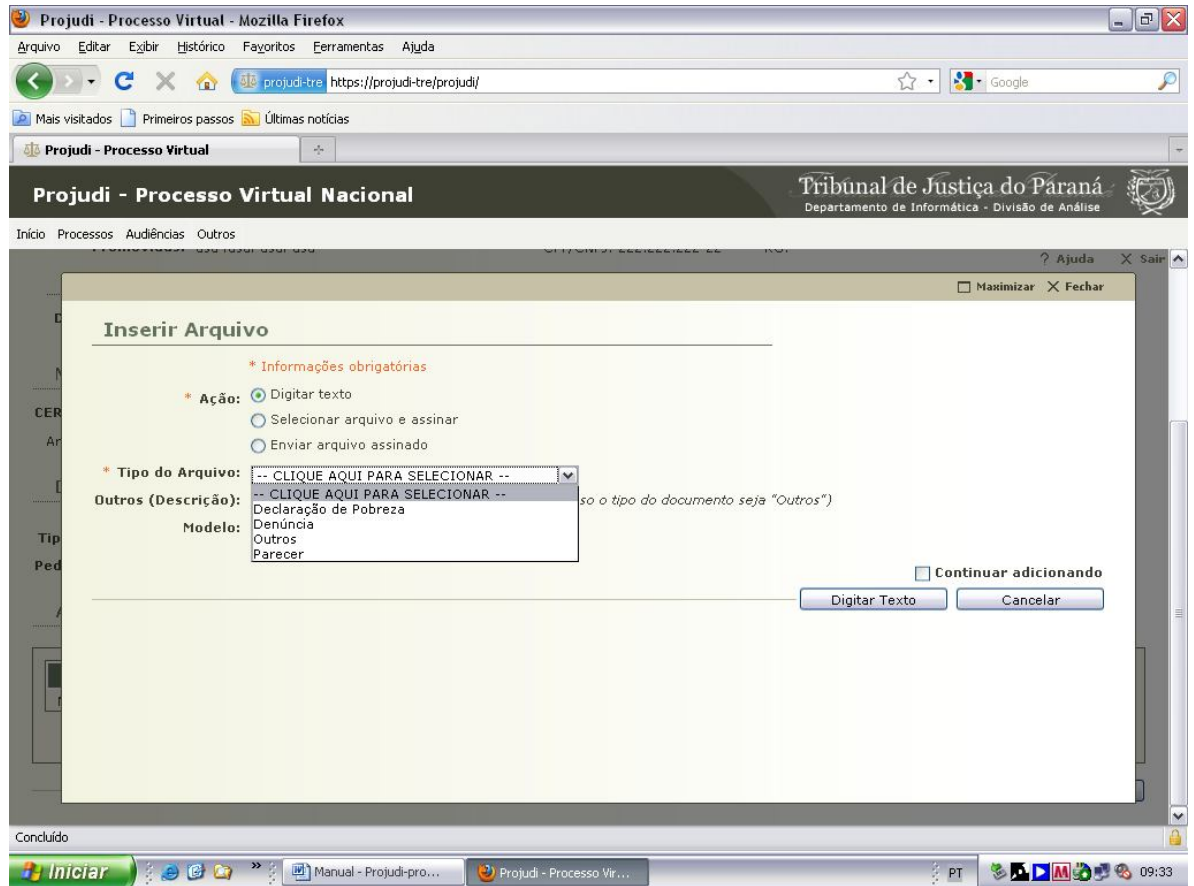 Projudi - Processo Virtual - Mozilla Firefox
Arquivo Editar Exibir Histórico Favoritos Ferramentas Ajuda
projudi-tre https://projudi-tre/projudi/ Google
Mais visitados Primeiros passos Últimas notícias
Projudi - Processo Virtual
Projudi - Processo Virtual Nacional
Tribunal de Justiça do Paraná
Departamento de Informática - Divisão de Análise
Início Processos Audiências Outros
? Ajuda X Sair
Maximizar X Fechar
Inserir Arquivo
* Informações obrigatórias
* Ação: Digitar texto
Selecionar arquivo e assinar
CER
Ar
Enviar arquivo assinado
* Tipo do Arquivo: -- CLIQUE AQUI PARA SELECIONAR --
-- CLIQUE AQUI PARA SELECIONAR --
Outros (Descrição): so o tipo do documento seja "Outros")
Declaração de Pobreza
Modelo: Denúncia
Outros
Parecer
Tip
Ped
Continuar adicionando
Digitar Texto Cancelar
Concluído
Iniciar Manual - Projudi-pro... Projudi - Processo Vir... PT 09:33